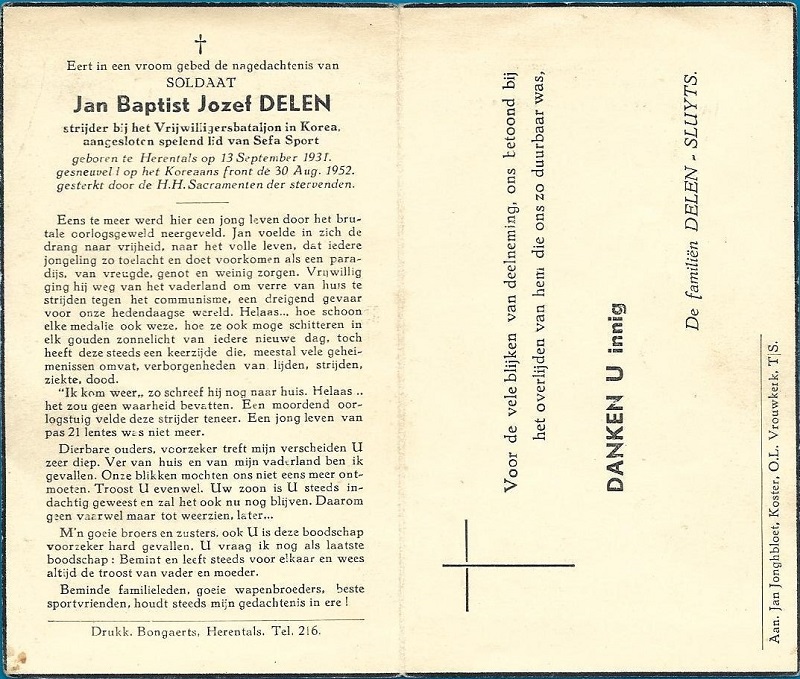 Eert in een vroom gebed de nagedachtenis van
SOLDAAT
Jan Baptist Jozef DELEN
strijder bij het Vrijwilligersbataljon in Korea,
aangesloten spelend lid van Sefa Sport
geboren te Herentals op 13 September 1931.
gesneuveld op het Koreaans front de 30 Aug. 1952.
gesterkt door de H.H. Sacramenten der stervenden.
Eens te meer werd hier een jong leven door het bru-
tale oorlogsgeweld neergeveld. Jan voelde in zich de
drang naar vrijheid, naar het volle leven, dat iedere
jongeling zo toelacht en doet voorkomen als een para-
dijs, van vreugde, genot en weinig zorgen. Vrijwillig
ging hij weg van het vaderland om verre van huis te
strijden tegen het communisme, een dreigend gevaar
voor onze hedendaagse wereld. Helaas... hoe schoon
elke medalie ook weze, hoe ze ook moge schitteren in
elk gouden zonnelicht van iedere nieuwe dag, toch
heeft deze steeds een keerzijde die, meestal vele gehei-
menissen omvat, verborgenheden van lijden, strijden,
ziekte, dood.
"Ik kom weer„ zo schreef hij nog naar huis. Helaas ..
het zou geen waarheid bevatten. Een moordend oor-
logstuig velde deze strijder teneer. Een jong leven van
pas 21 lentes was niet meer.
Dierbare ouders, voorzeker treft mijn verscheiden U
zeer diep. Ver van huis en van mijn vaderland ben ik
gevallen. Onze blikken mochten ons niet eens meer ont-
moeten. Troost U evenwel. Uw zoon is U steeds in-
dachtig geweest en zal het ook nu nog blijven. Daarom
geen vaarwel maar tot weerzien, later...
M'n goeie broers en zusters, ook U is deze boodschap
voorzeker hard gevallen. U vraag ik nog als laatste
boodschap : Bemint en leeft steeds voor elkaar en wees
altijd de troost van vader en moeder.
Beminde familieleden, goeie wapenbroeders, beste
sportvrienden, houdt steeds mijn gedachtenis in ere !
Drukk. Bongaerts, Herentals. Tel. 216.
Voor de vele blijken van deelneming, ons betoond bij
het overlijden van hem die ons zo duurbaar was,
DANKEN U innig
De familiën DELEN - SLUYTS.
Aan. Jan Jonghbloet, Koster, O.L. Vrouwkerk, T|S.